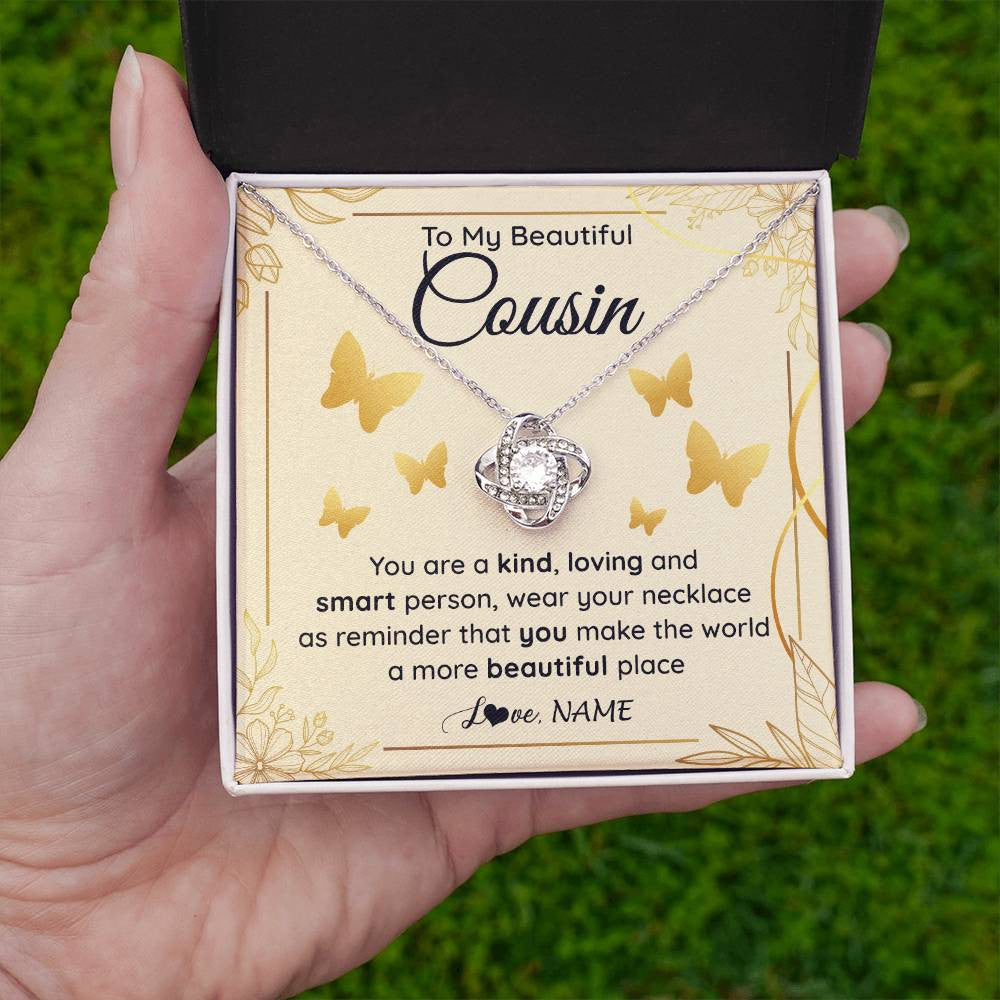 To My Beautiful
Cousin
You are a kind, loving and
smart person, wear your necklace
as reminder that you make the world
a more beautiful place
Love, NAME